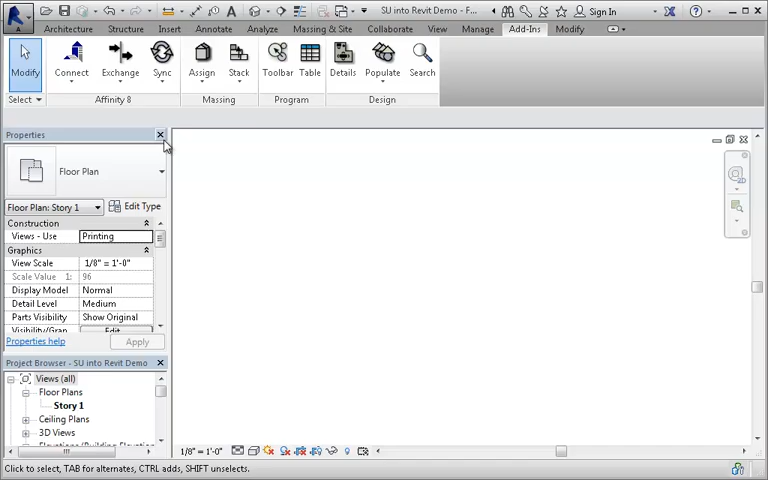 SU into Revit Demo - F...
Sign In
A
Architecture Structure Insert Annotate Analyze Massing & Site Collaborate View Manage Add-Ins Modify
Modify Connect Exchange Sync Assign Stack Toolbar Table Details Populate Search
Select Affinity 8 Massing Program Design
Properties
Floor Plan
Floor Plan: Story 1 Edit Type
Construction
Views - Use Printing
Graphics
View Scale 1/8" = 1'-0"
Scale Value 1: 96
Display Model Normal
Detail Level Medium
Parts Visibility Show Original
Visibility/Grap Edit
Properties help Apply
Project Browser - SU into Revit Demo
Views (all)
Floor Plans
Story 1
Ceiling Plans
3D Views
Elevations (Building Elevation
1/8" = 1'-0"
Click to select, TAB for alternates, CTRL adds, SHIFT unselects.